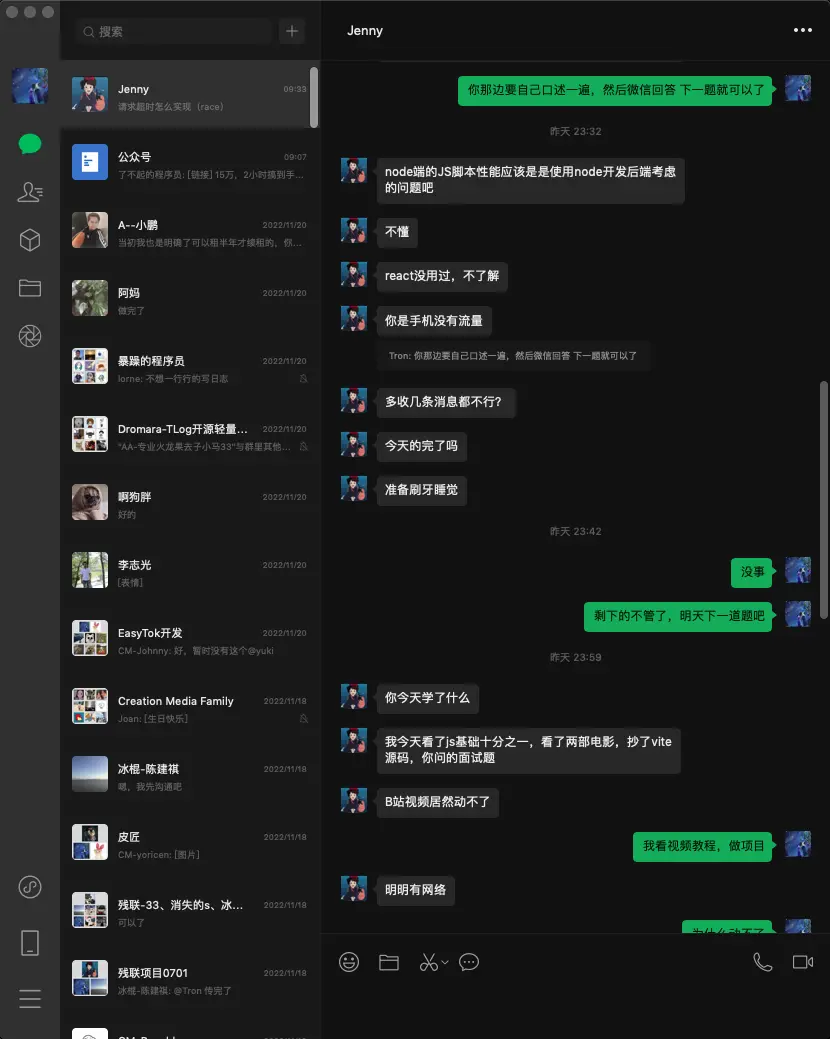 搜索
Jenny
09:33
请求超时怎么实现（race）
公众号
09:07
了不起的程序员: [链接] 15万，2小时搞到手...
A--小鹏
2022/11/20
当初我也是明确了可以租半年才续租的，你...
阿妈
2022/11/20
做完了
暴躁的程序员
2022/11/20
lorne: 不想一行行的写日志
Dromara-TLog开源轻量...
2022/11/20
"AA-专业火龙果去子小马33"与群里其他...
啊狗胖
2022/11/20
好的
李志光
2022/11/20
[表情]
EasyTok开发
2022/11/20
CM-Johnny: 好，暂时没有这个@yuki
Creation Media Family
2022/11/18
Joan: [生日快乐]
冰棍-陈建祺
2022/11/18
嗯，我先沟通吧
皮匠
2022/11/18
CM-yoricen: [图片]
残联-33、消失的s、冰...
2022/11/18
可以了
残联项目0701
2022/11/18
冰棍-陈建祺: @Tron 传完了
Jenny
你那边要自己口述一遍，然后微信回答 下一题就可以了
昨天 23:32
node端的JS脚本性能应该是是使用node开发后端考虑
的问题吧
不懂
react没用过，不了解
你是手机没有流量
Tron: 你那边要自己口述一遍，然后微信回答 下一题就可以了
多收几条消息都不行?
今天的完了吗
准备刷牙睡觉
昨天 23:42
没事
剩下的不管了，明天下一道题吧
昨天 23:59
你今天学了什么
我今天看了js基础十分之一，看了两部电影，抄了vite
源码，你问的面试题
B站视频居然动不了
我看视频教程，做项目
明明有网络
为什么动不了